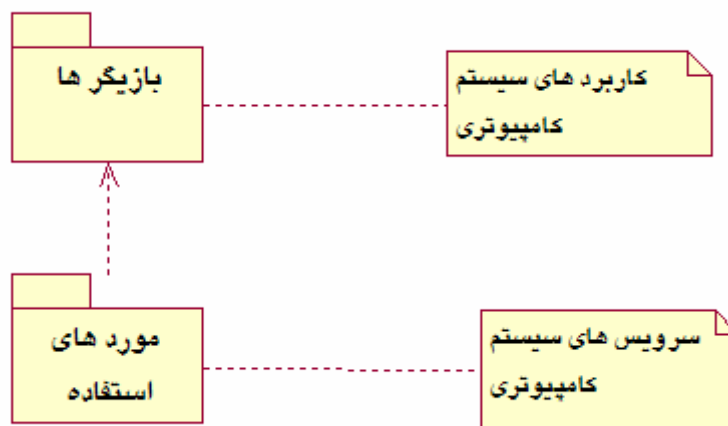 بازیگر ها
کاربرد های سیستم
کامپیوتری
مورد های
استفاده
سرویس های سیستم
کامپیوتری